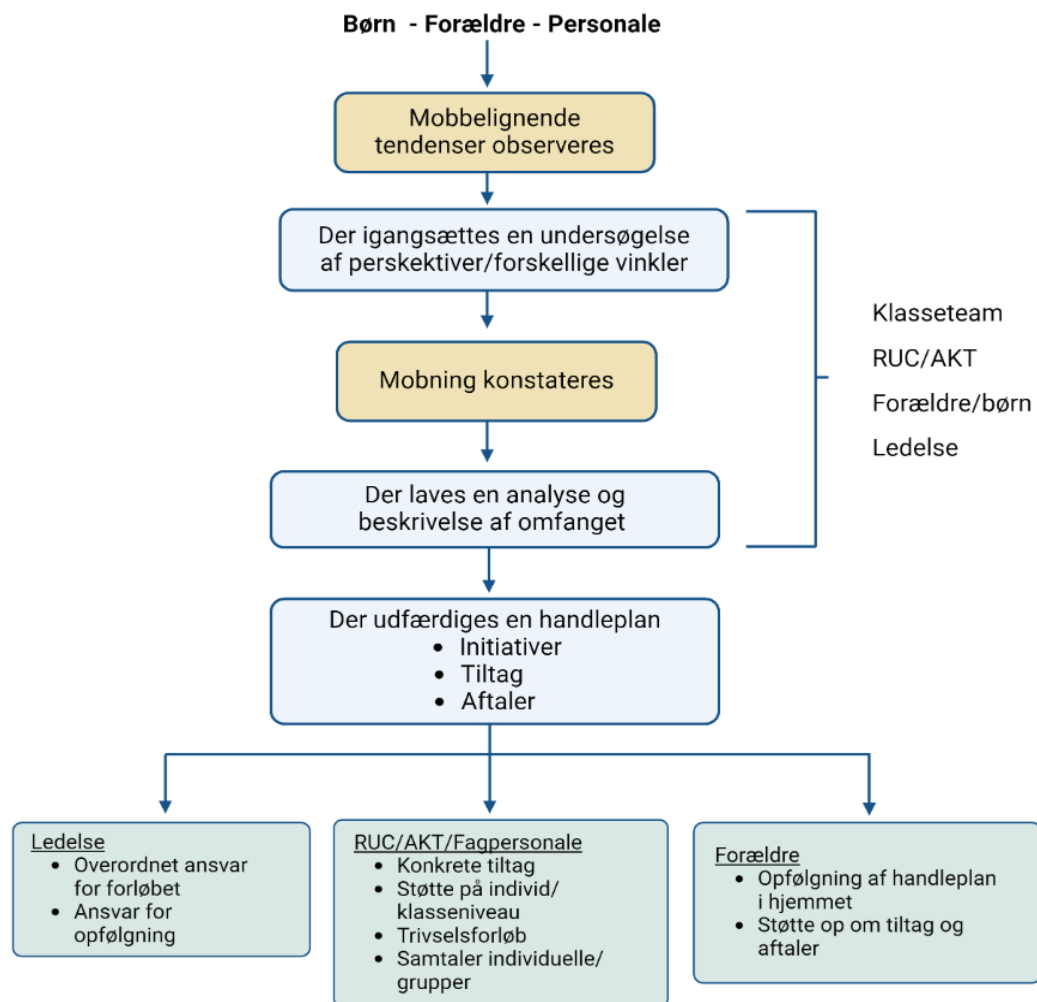 Børn - Forældre - Personale
Mobbelignende
tendenser observeres
Der igangsættes en undersøgelse
af perskektiver/forskellige vinkler
Mobning konstateres
Der laves en analyse og
beskrivelse af omfanget
Klasseteam
RUC/AKT
Forældre/børn
Ledelse
Der udfærdiges en handleplan
• Initiativer
• Tiltag
• Aftaler
Ledelse
• Overordnet ansvar
for forløbet
• Ansvar for
opfølgning
RUC/AKT/Fagpersonale
• Konkrete tiltag
• Støtte på individ/
klasseniveau
• Trivselsforløb
• Samtaler individuelle/
grupper
Forældre
• Opfølgning af handleplan
i hjemmet
• Støtte op om tiltag og
aftaler